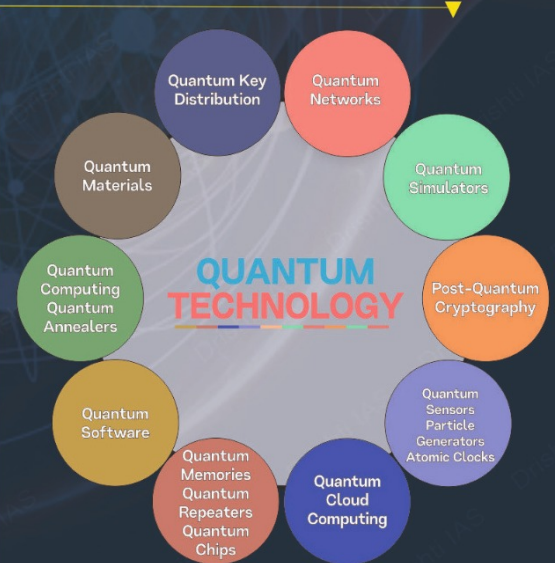 Quantum Key
Distribution
Quantum
Networks
Quantum
Materials
Quantum
Simulators
Quantum
Computing
Quantum
Annealers
QUANTUM
TECHNOLOGY
Post-Quantum
Cryptography
Quantum
Software
Quantum
Sensors
Particle
Generators
Atomic Clocks
Quantum
Memories
Quantum
Repeaters
Quantum
Chips
Quantum
Cloud
Computing